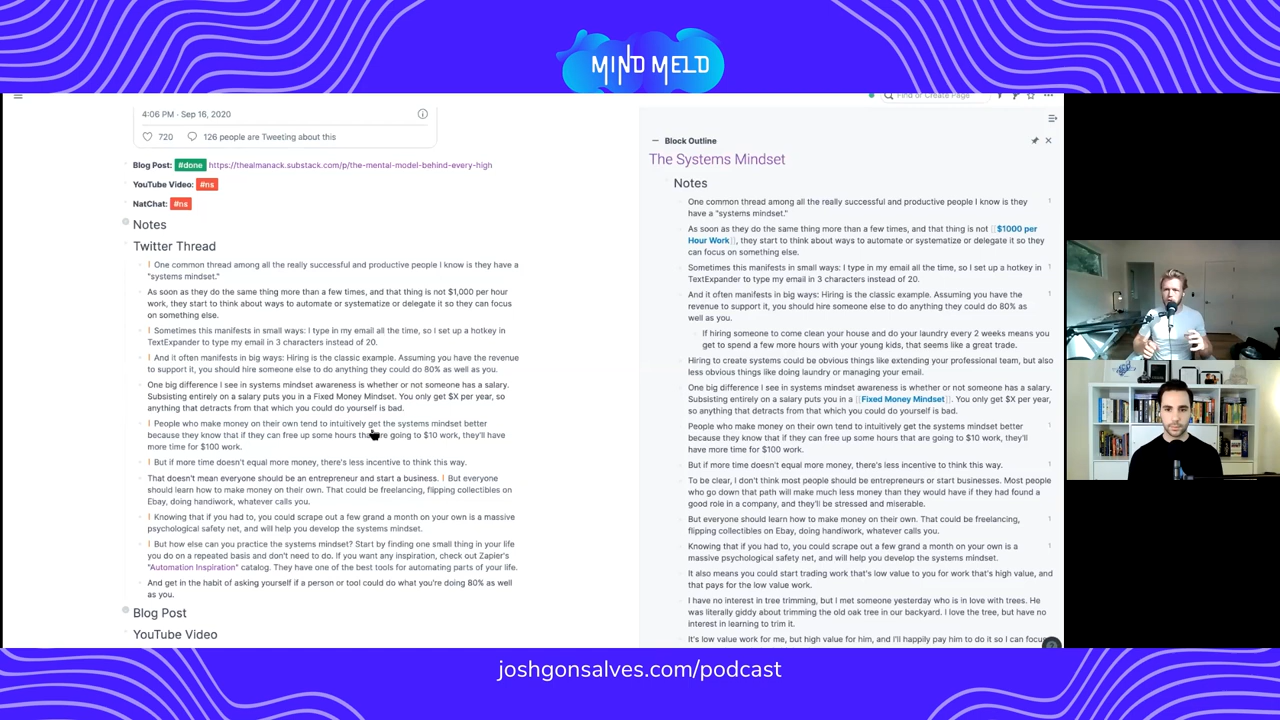 MIND MELD
Find or Create Page
4:06 PM · Sep 16, 2020
720 126 people are Tweeting about this
Blog Post: #done https://thealmanack.substack.com/p/the-mental-model-behind-every-high
YouTube Video: #ns
NatChat: #ns
Notes
Twitter Thread
One common thread among all the really successful and productive people I know is they have a
"systems mindset."
As soon as they do the same thing more than a few times, and that thing is not $1,000 per hour
work, they start to think about ways to automate or systematize or delegate it so they can focus
on something else.
Sometimes this manifests in small ways: I type in my email all the time, so I set up a hotkey in
TextExpander to type my email in 3 characters instead of 20.
And it often manifests in big ways: Hiring is the classic example. Assuming you have the revenue
to support it, you should hire someone else to do anything they could do 80% as well as you.
One big difference I see in systems mindset awareness is whether or not someone has a salary.
Subsisting entirely on a salary puts you in a Fixed Money Mindset. You only get $X per year, so
anything that detracts from that which you could do yourself is bad.
People who make money on their own tend to intuitively get the systems mindset better
because they know that if they can free up some hours that are going to $10 work, they'll have
more time for $100 work.
But if more time doesn't equal more money, there's less incentive to think this way.
That doesn't mean everyone should be an entrepreneur and start a business. But everyone
should learn how to make money on their own. That could be freelancing, flipping collectibles on
Ebay, doing handiwork, whatever calls you.
Knowing that if you had to, you could scrape out a few grand a month on your own is a massive
psychological safety net, and will help you develop the systems mindset.
But how else can you practice the systems mindset? Start by finding one small thing in your life
you do on a repeated basis and don't need to do. If you want any inspiration, check out Zapier's
"Automation Inspiration" catalog. They have one of the best tools for automating parts of your life.
And get in the habit of asking yourself if a person or tool could do what you're doing 80% as well
as you.
Blog Post
YouTube Video
Block Outline
The Systems Mindset
Notes
One common thread among all the really successful and productive people I know is they 1
have a "systems mindset."
As soon as they do the same thing more than a few times, and that thing is not [[$1000 per
Hour Work]], they start to think about ways to automate or systematize or delegate it so they
can focus on something else.
Sometimes this manifests in small ways: I type in my email all the time, so I set up a hotkey in 1
TextExpander to type my email in 3 characters instead of 20.
And it often manifests in big ways: Hiring is the classic example. Assuming you have the 1
revenue to support it, you should hire someone else to do anything they could do 80% as
well as you.
If hiring someone to come clean your house and do your laundry every 2 weeks means you
get to spend a few more hours with your young kids, that seems like a great trade.
Hiring to create systems could be obvious things like extending your professional team, but also
less obvious things like doing laundry or managing your email.
One big difference I see in systems mindset awareness is whether or not someone has a salary.
Subsisting entirely on a salary puts you in a [[Fixed Money Mindset]]. You only get $X per year,
so anything that detracts from that which you could do yourself is bad.
People who make money on their own tend to intuitively get the systems mindset better 1
because they know that if they can free up some hours that are going to $10 work, they'll
have more time for $100 work.
But if more time doesn't equal more money, there's less incentive to think this way. 1
To be clear, I don't think most people should be entrepreneurs or start businesses. Most people
who go down that path will make much less money than they would have if they had found a
good role in a company, and they'll be stressed and miserable.
But everyone should learn how to make money on their own. That could be freelancing, 1
flipping collectibles on Ebay, doing handiwork, whatever calls you.
Knowing that if you had to, you could scrape out a few grand a month on your own is a 1
massive psychological safety net, and will help you develop the systems mindset.
It also means you could start trading work that's low value to you for work that's high value, and
that pays for the low value work.
I have no interest in tree trimming, but I met someone yesterday who is in love with trees. He
was literally giddy about trimming the old oak tree in our backyard. I love the tree, but have no
interest in learning to trim it.
It's low value work for me, but high value for him, and I'll happily pay him to do it so I can focus
joshgonsalves.com/podcast